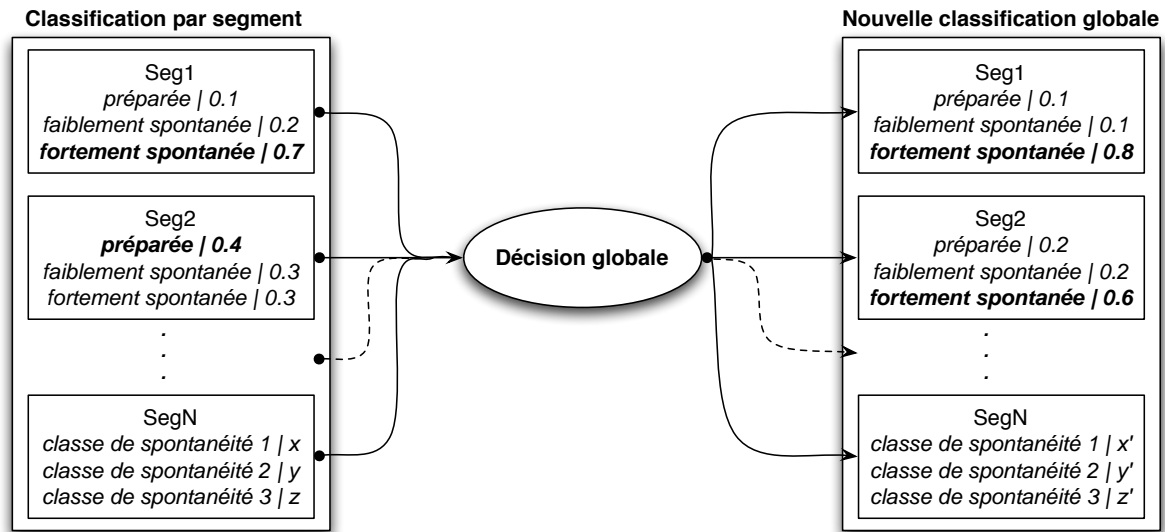 Classification par segment
Seg1
préparée | 0.1
faiblement spontanée | 0.2
fortement spontanée | 0.7
Seg2
préparée | 0.4
faiblement spontanée | 0.3
fortement spontanée | 0.3
.
.
.
SegN
classe de spontanéité 1 | x
classe de spontanéité 2 | y
classe de spontanéité 3 | z
Décision globale
Nouvelle classification globale
Seg1
préparée | 0.1
faiblement spontanée | 0.1
fortement spontanée | 0.8
Seg2
préparée | 0.2
faiblement spontanée | 0.2
fortement spontanée | 0.6
.
.
.
SegN
classe de spontanéité 1 | x'
classe de spontanéité 2 | y'
classe de spontanéité 3 | z'